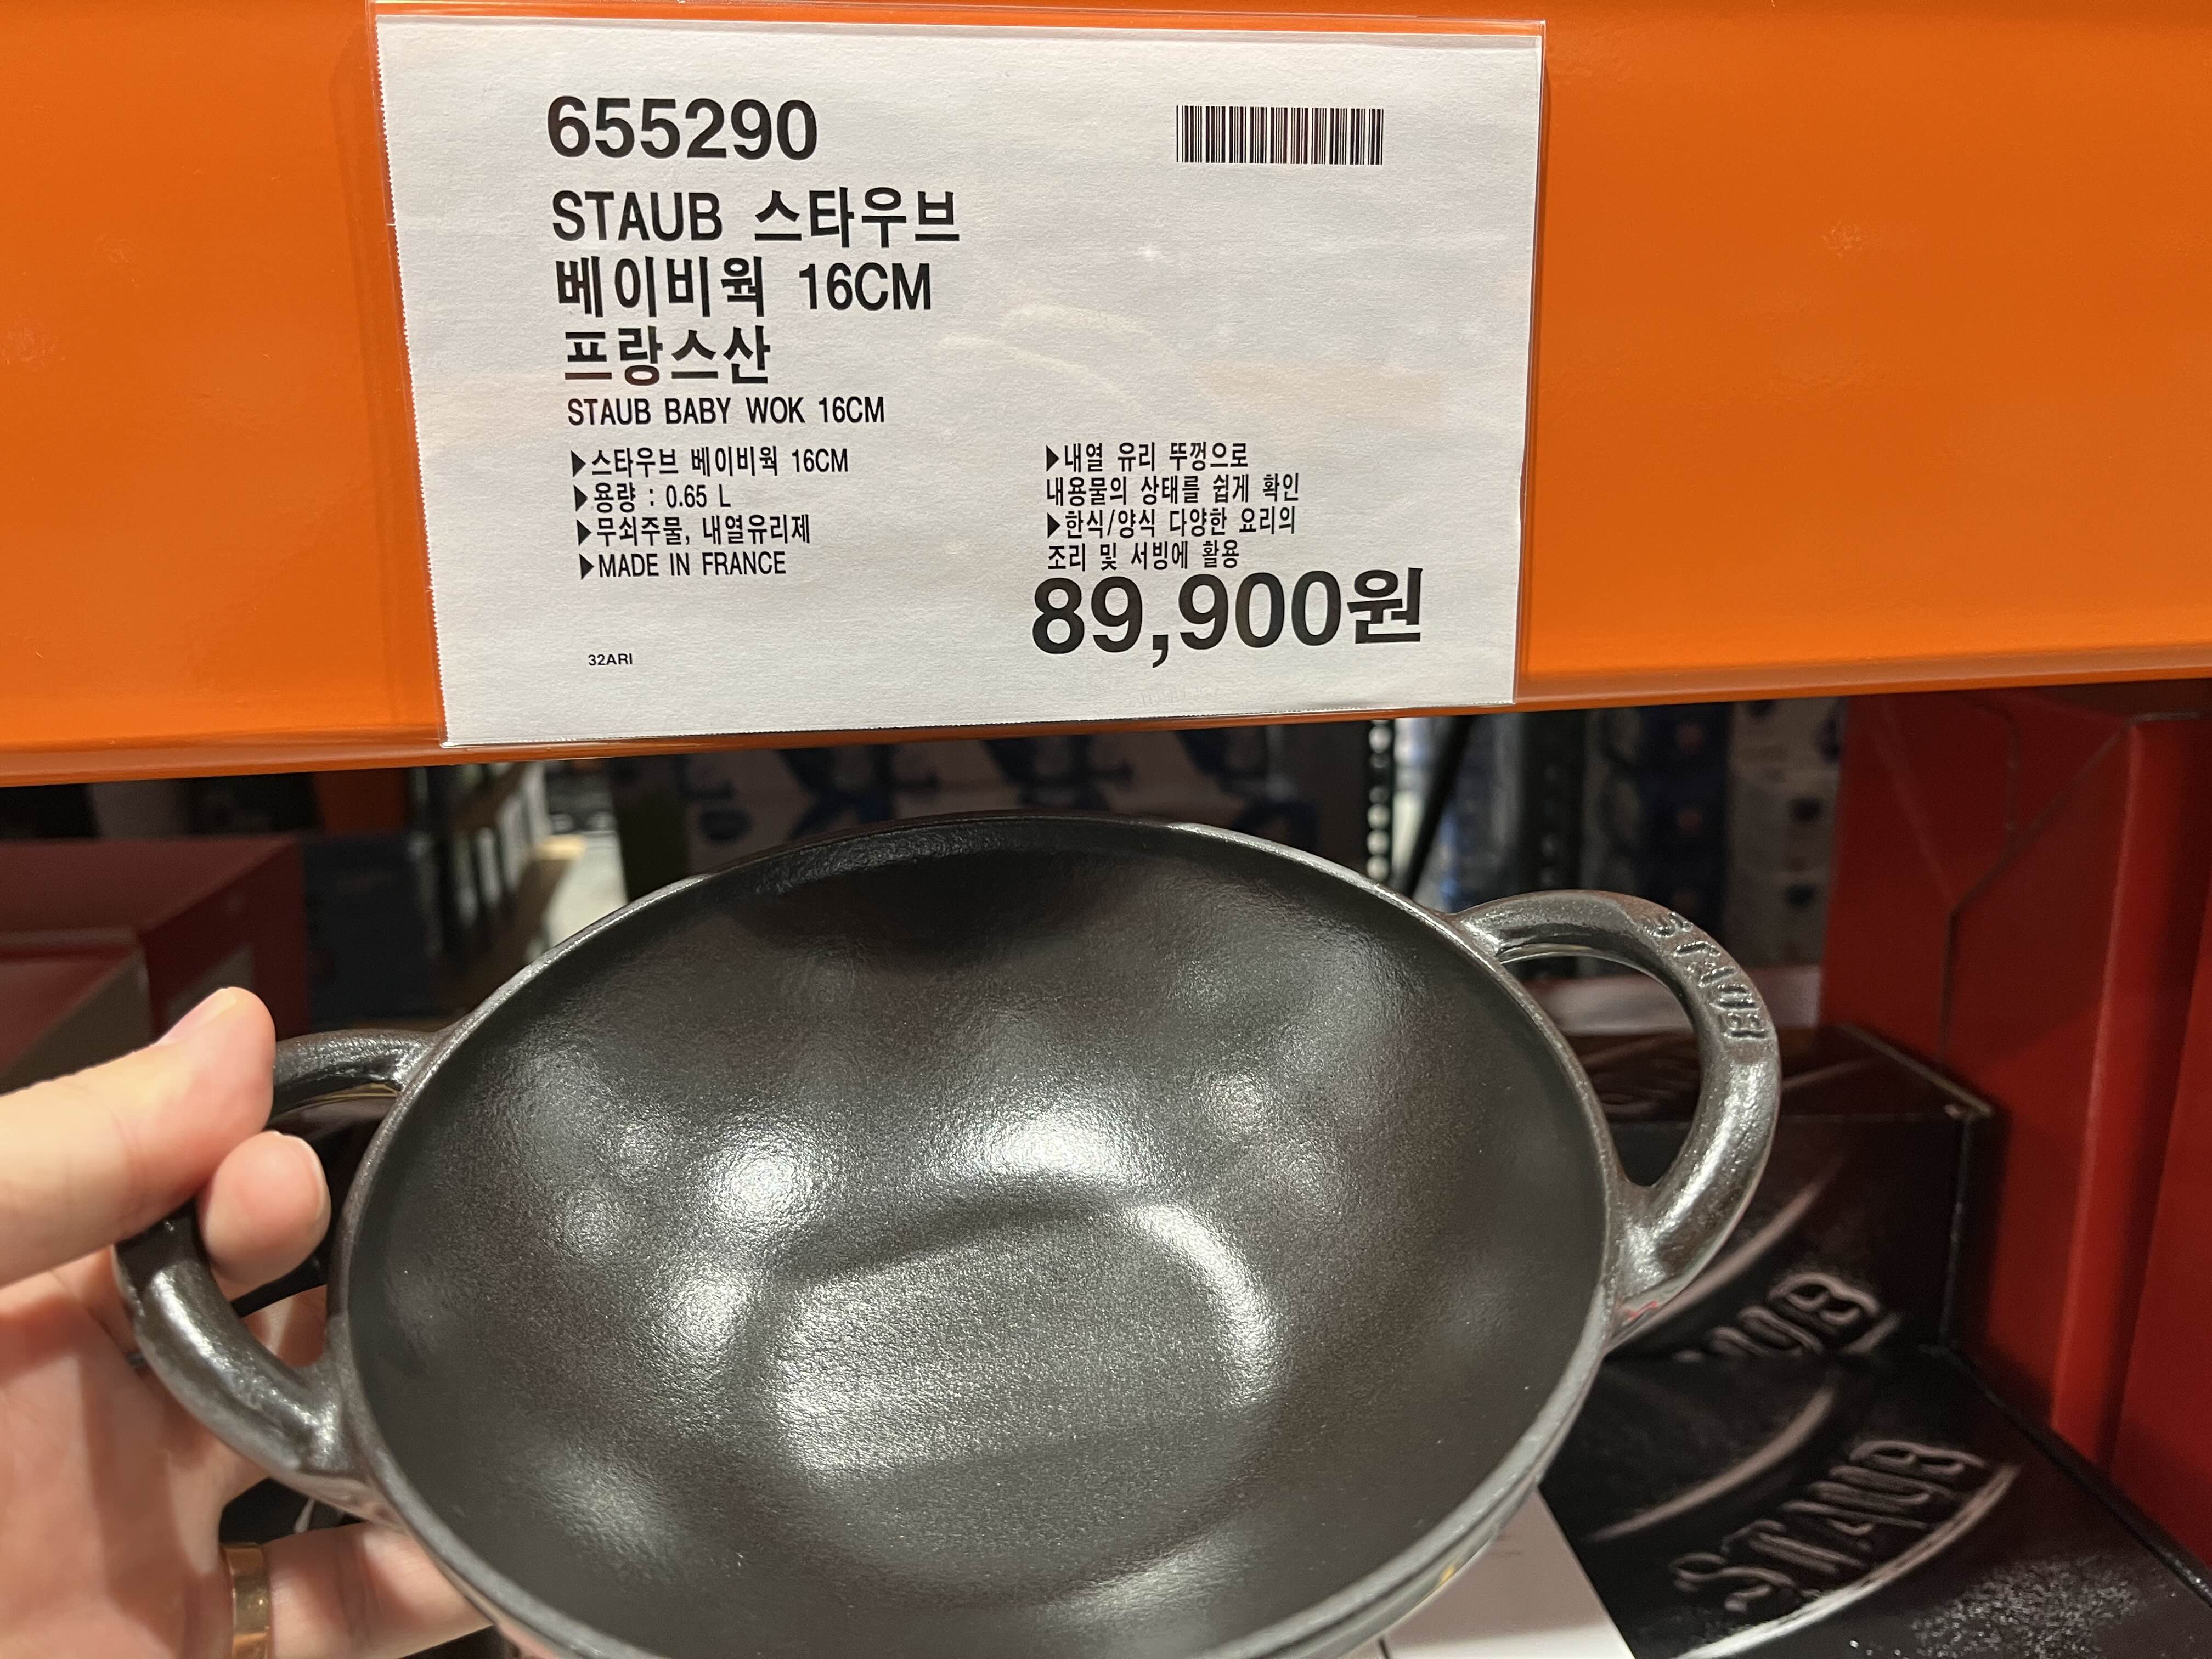 655290
STAUB 스타우브
베이비웍 16CM
프랑스산
STAUB BABY WOK 16CM
▶스타우브 베이비웍 16CM
▶용량 : 0.65 L
▶무쇠주물, 내열유리제
▶MADE IN FRANCE
▶내열 유리 뚜껑으로
내용물의 상태를 쉽게 확인
▶한식/양식 다양한 요리의
조리 및 서빙에 활용
89,900원
32ARI
STAUB
STAUB